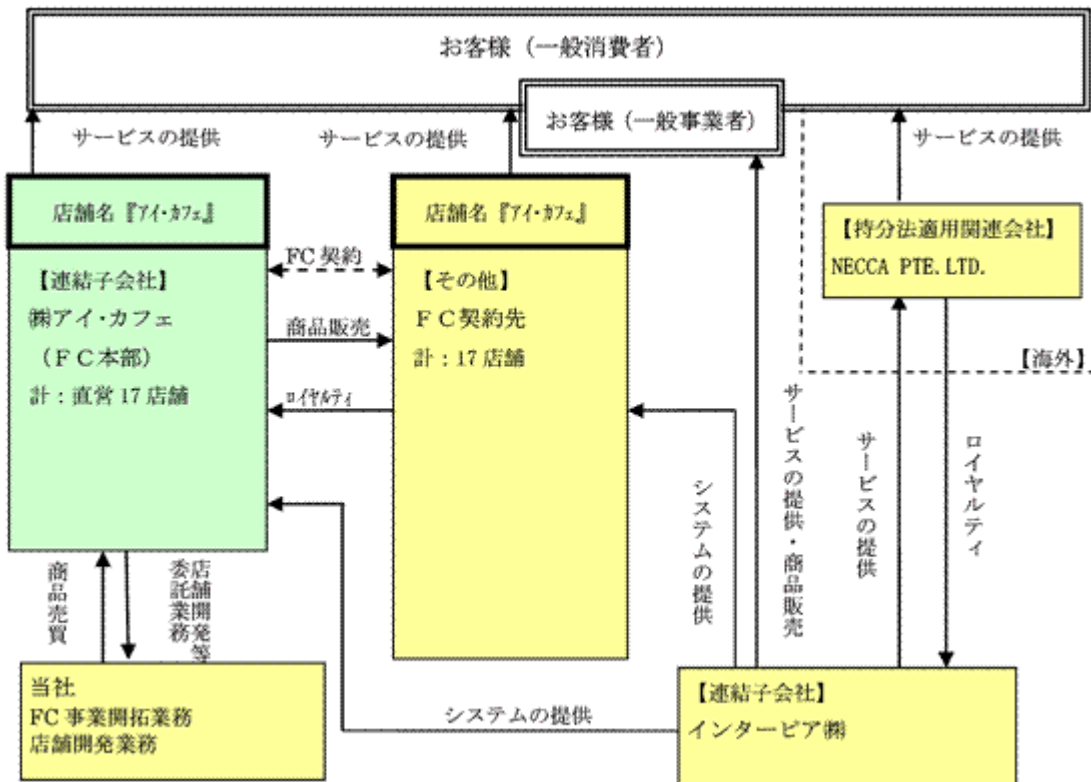 お客様（一般消費者）
お客様（一般事業者）
サービスの提供
サービスの提供
サービスの提供
店舗名『アイ・カフェ』
【連結子会社】
㈱アイ・カフェ
（ＦＣ本部）
計：直営17店舗
FC契約
商品販売
ロイヤルティ
店舗名『アイ・カフェ』
【その他】
ＦＣ契約先
計：17店舗
【持分法適用関連会社】
NECCA PTE.LTD.
【海外】
システムの提供
サービスの提供・商品販売
サービスの提供
ロイヤルティ
商品売買
店舗開発等
委託業務
当社
FC事業開拓業務
店舗開発業務
システムの提供
【連結子会社】
インターピア㈱